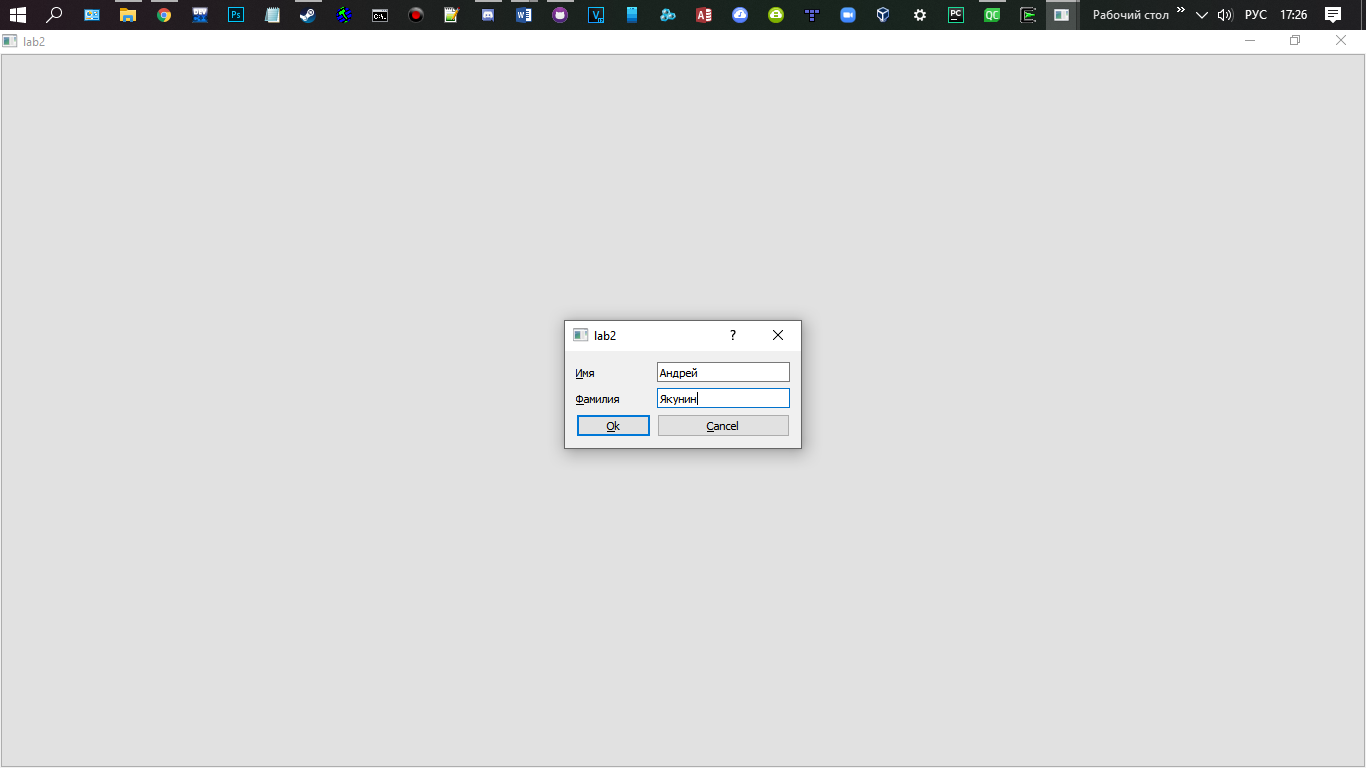 Рабочий стол РУС 17:26
lab2
lab2 ?
Имя Андрей
Фамилия Якунин
Ok Cancel